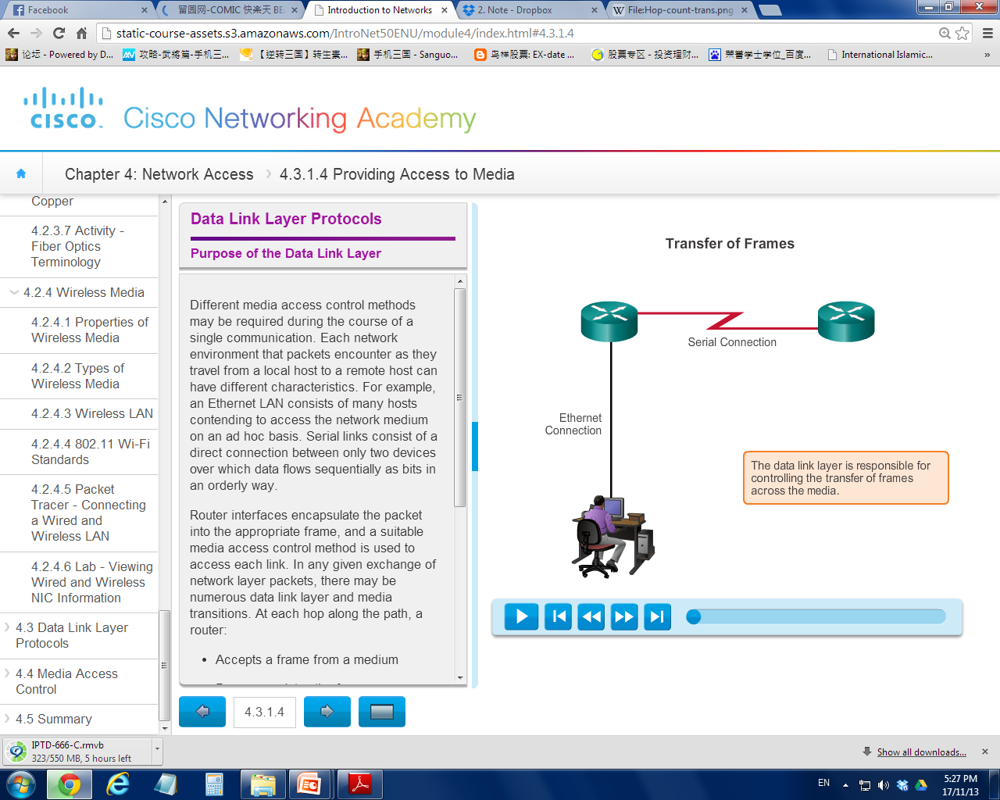 Facebook
留园网-COMIC 快楽天 BEA
Introduction to Networks
2. Note - Dropbox
File:Hop-count-trans.png
static-course-assets.s3.amazonaws.com/IntroNet50ENU/module4/index.html#4.3.1.4
论坛 - Powered by D...
攻略-武将篇-手机三...
【逆转三国】转生素...
手机三国 - Sanguo...
鸟样股票: EX-date ...
股票专区 - 投资理财...
荣誉学士学位_百度...
International Islamic...
»
CISCO
Cisco Networking Academy
Chapter 4: Network Access
4.3.1.4 Providing Access to Media
Copper
4.2.3.7 Activity -
Fiber Optics
Terminology
4.2.4 Wireless Media
4.2.4.1 Properties of
Wireless Media
4.2.4.2 Types of
Wireless Media
4.2.4.3 Wireless LAN
4.2.4.4 802.11 Wi-Fi
Standards
4.2.4.5 Packet
Tracer - Connecting
a Wired and
Wireless LAN
4.2.4.6 Lab - Viewing
Wired and Wireless
NIC Information
4.3 Data Link Layer
Protocols
4.4 Media Access
Control
4.5 Summary
Data Link Layer Protocols
Purpose of the Data Link Layer
Different media access control methods
may be required during the course of a
single communication. Each network
environment that packets encounter as they
travel from a local host to a remote host can
have different characteristics. For example,
an Ethernet LAN consists of many hosts
contending to access the network medium
on an ad hoc basis. Serial links consist of a
direct connection between only two devices
over which data flows sequentially as bits in
an orderly way.
Router interfaces encapsulate the packet
into the appropriate frame, and a suitable
media access control method is used to
access each link. In any given exchange of
network layer packets, there may be
numerous data link layer and media
transitions. At each hop along the path, a
router:
• Accepts a frame from a medium
4.3.1.4
Transfer of Frames
Serial Connection
Ethernet
Connection
The data link layer is responsible for
controlling the transfer of frames
across the media.
IPTD-666-C.rmvb
323/550 MB, 5 hours left
Show all downloads...
EN
5:27 PM
17/11/13